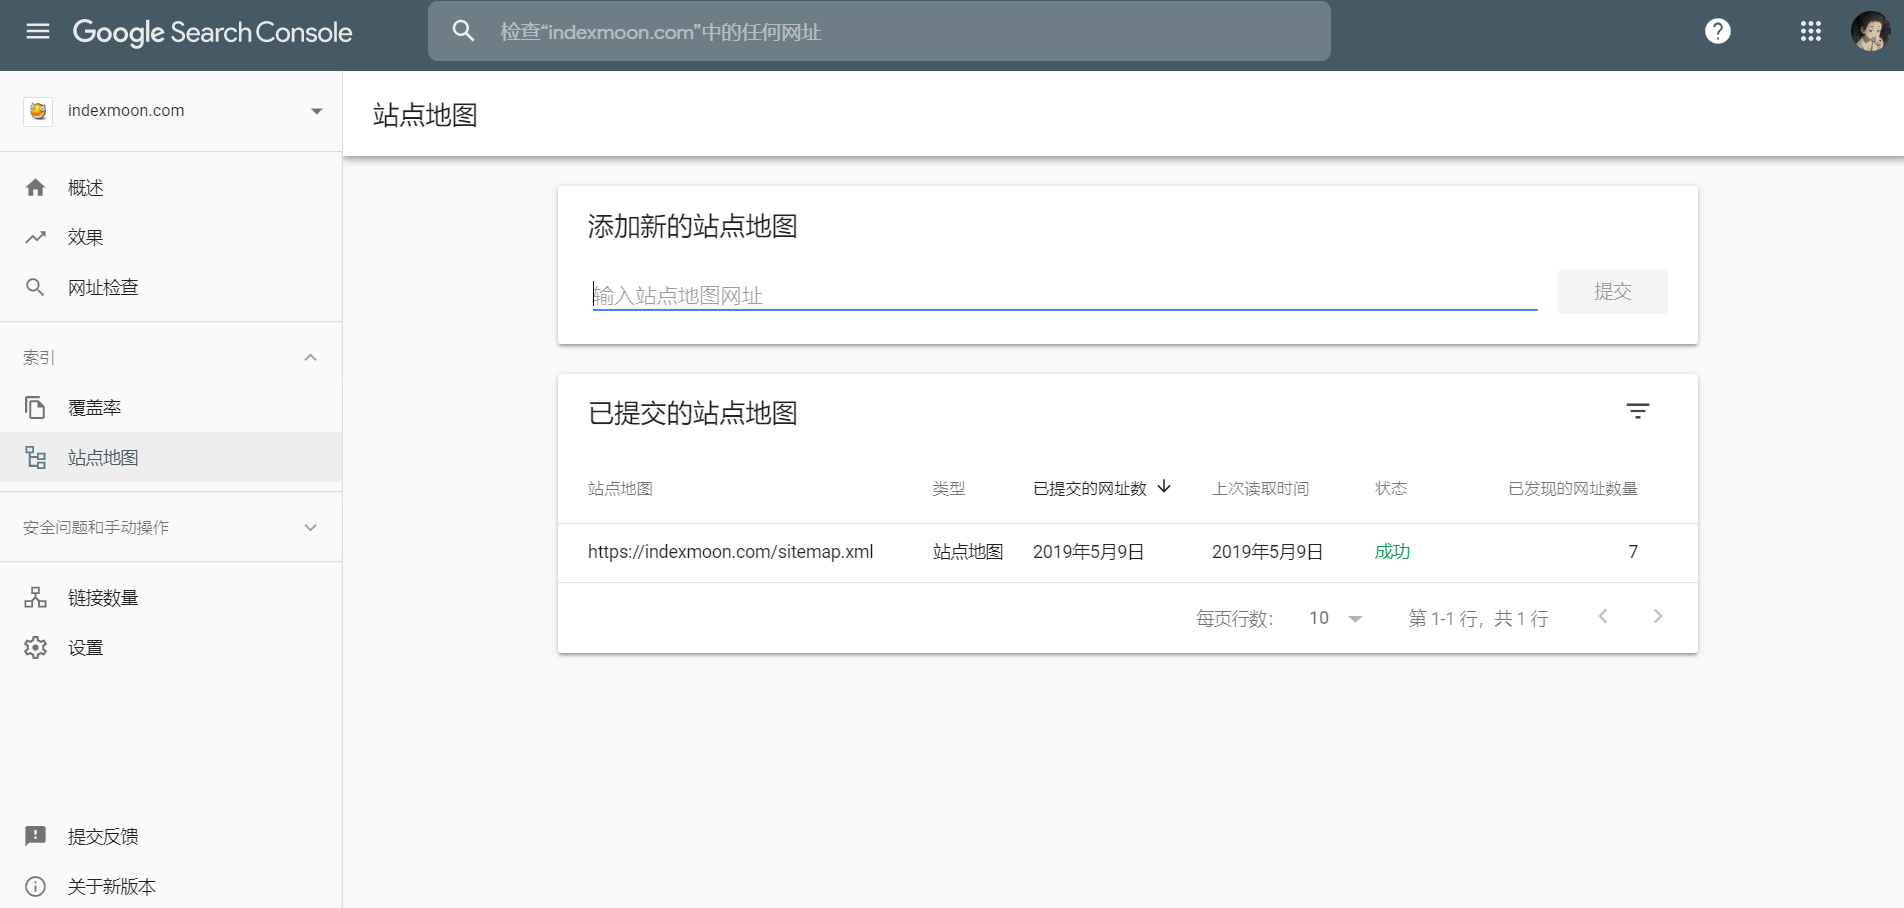 Google Search Console
检查“indexmoon.com”中的任何网址
indexmoon.com
概述
效果
网址检查
索引
覆盖率
站点地图
安全问题和手动操作
链接数量
设置
提交反馈
关于新版本
站点地图
添加新的站点地图
输入站点地图网址
提交
已提交的站点地图
站点地图 类型 已提交的网址数 上次读取时间 状态 已发现的网址数量
https://indexmoon.com/sitemap.xml 站点地图 2019年5月9日 2019年5月9日 成功 7
每页行数： 10 第 1-1 行，共 1 行